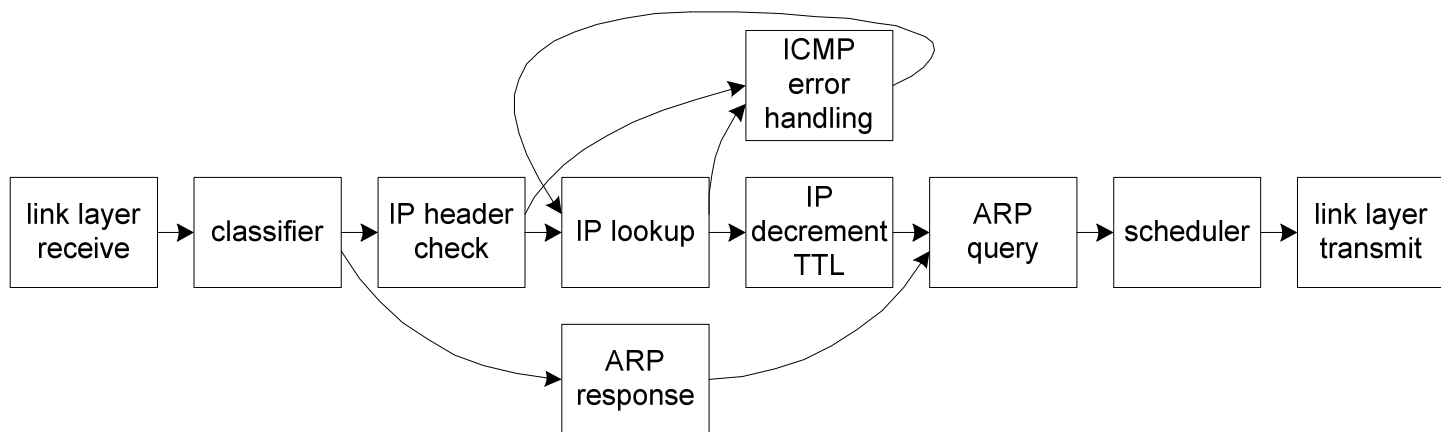 ICMP
error
handling
link layer
receive
classifier
IP header
check
IP lookup
IP
decrement
TTL
ARP
query
scheduler
link layer
transmit
ARP
response